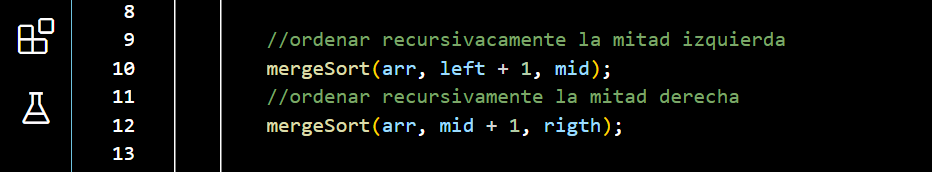 8
9 //ordenar recursivacamente la mitad izquierda
10 mergeSort(arr, left + 1, mid);
11 //ordenar recursivamente la mitad derecha
12 mergeSort(arr, mid + 1, rigth);
13